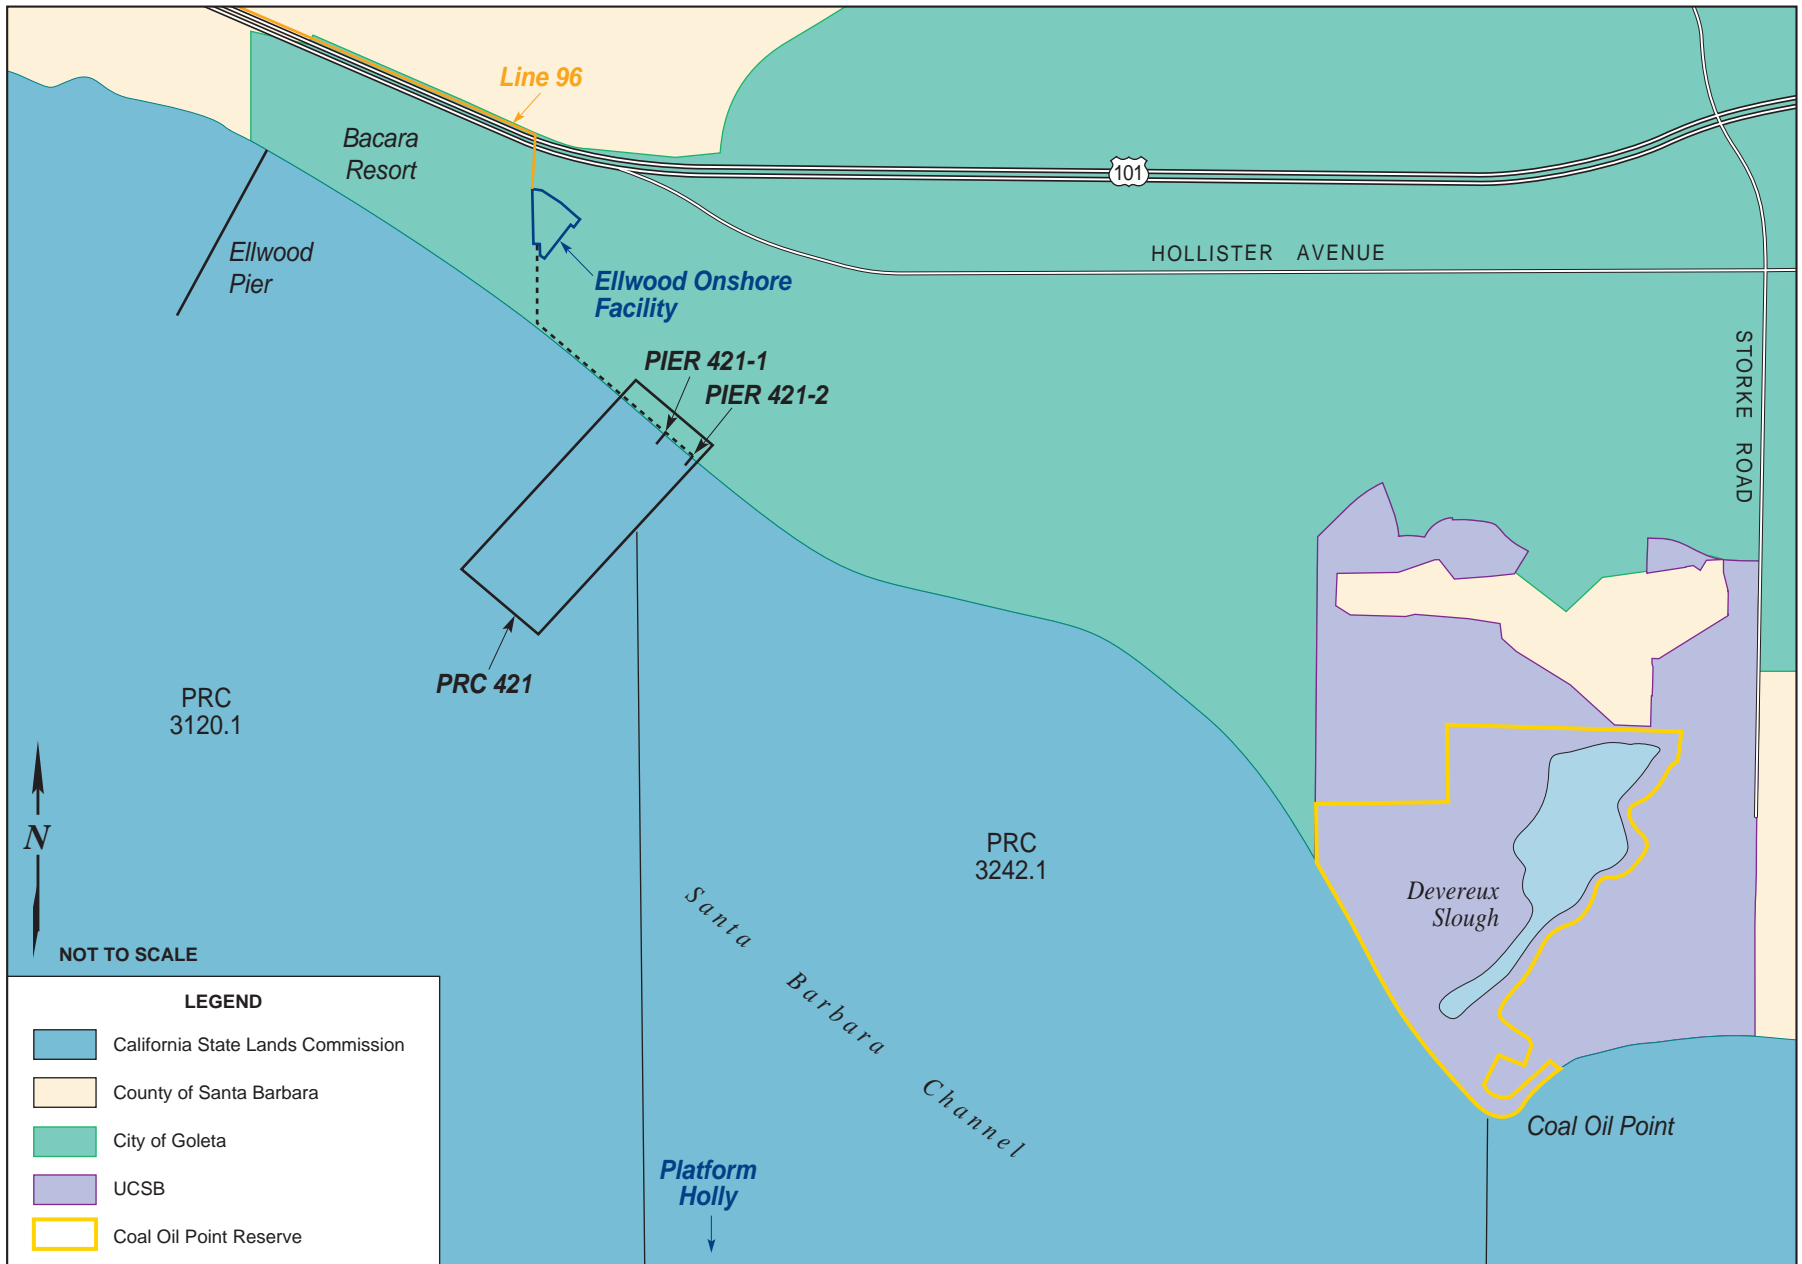 Line 96
Bacara
Resort
101
Ellwood
Pier
HOLLISTER AVENUE
Ellwood Onshore
Facility
PIER 421-1
PIER 421-2
STORKE ROAD
PRC 421
PRC
3120.1
N
PRC
3242.1
Santa Barbara Channel
Devereux
Slough
NOT TO SCALE
Coal Oil Point
Platform
Holly
LEGEND
California State Lands Commission
County of Santa Barbara
City of Goleta
UCSB
Coal Oil Point Reserve